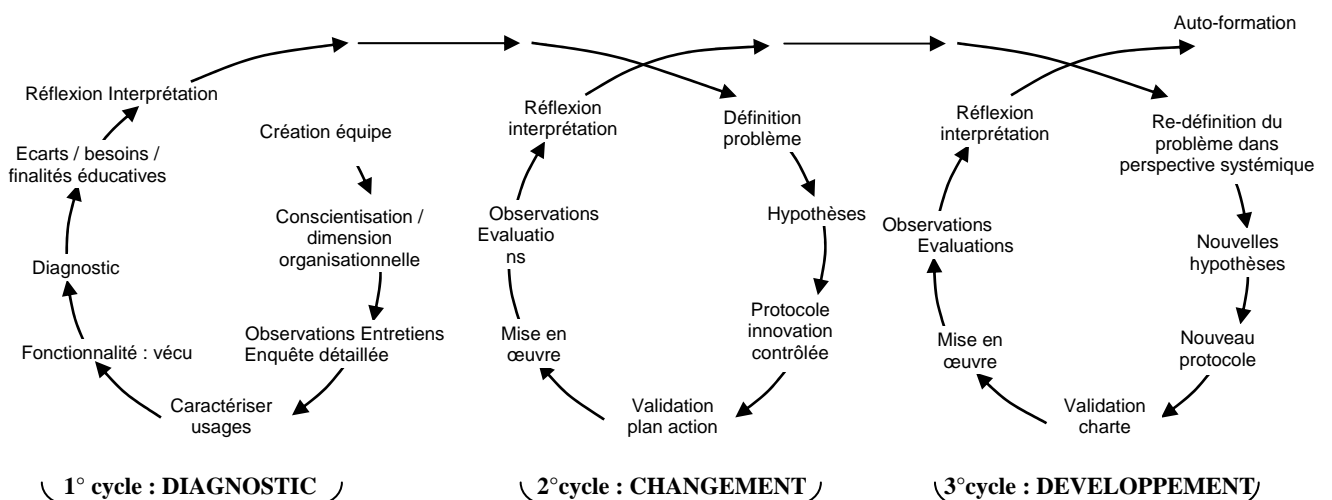 Auto-formation
Réflexion Interprétation
Création équipe
Ecarts / besoins /
finalités éducatives
Conscientisation /
dimension
organisationnelle
Diagnostic
Observations Entretiens
Enquête détaillée
Fonctionnalité : vécu
Caractériser
usages
Réflexion
interprétation
Définition
problème
Observations
Evaluatio
ns
Hypothèses
Protocole
innovation
contrôlée
Mise en
œuvre
Validation
plan action
Réflexion
interprétation
Re-définition du
problème dans
perspective systémique
Observations
Evaluations
Nouvelles
hypothèses
Mise en
œuvre
Nouveau
protocole
Validation
charte
1° cycle : DIAGNOSTIC
2°cycle : CHANGEMENT
3°cycle : DEVELOPPEMENT